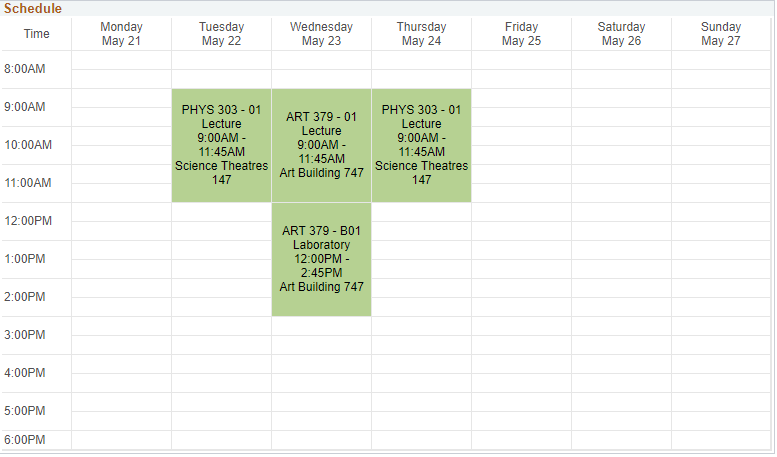 Schedule
Time
Monday
May 21
Tuesday
May 22
Wednesday
May 23
Thursday
May 24
Friday
May 25
Saturday
May 26
Sunday
May 27
8:00AM
9:00AM
10:00AM
11:00AM
12:00PM
1:00PM
2:00PM
3:00PM
4:00PM
5:00PM
6:00PM
PHYS 303 - 01
Lecture
9:00AM -
11:45AM
Science Theatres
147
ART 379 - 01
Lecture
9:00AM -
11:45AM
Art Building 747
ART 379 - B01
Laboratory
12:00PM -
2:45PM
Art Building 747
PHYS 303 - 01
Lecture
9:00AM -
11:45AM
Science Theatres
147